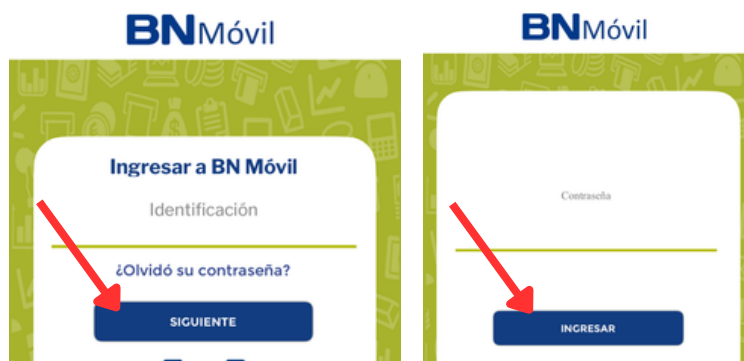 BNMóvil
Ingresar a BN Móvil
Identificación
¿Olvidó su contraseña?
SIGUIENTE
BNMóvil
Contraseña
INGRESAR